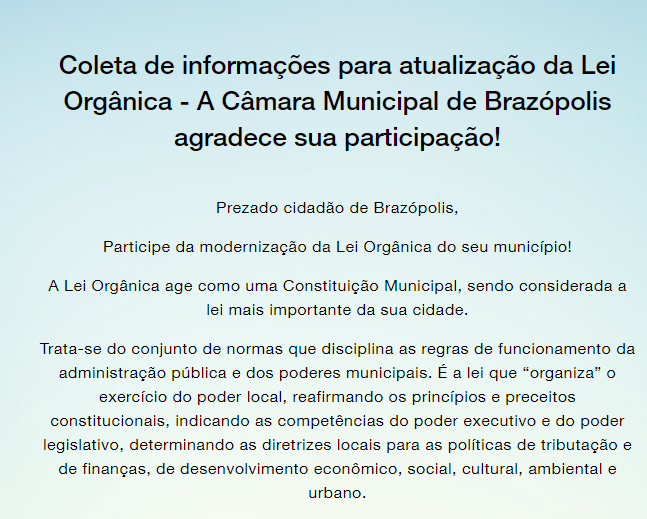 Coleta de informações para atualização da Lei
Orgânica - A Câmara Municipal de Brazópolis
agradece sua participação!
Prezado cidadão de Brazópolis,
Participe da modernização da Lei Orgânica do seu município!
A Lei Orgânica age como uma Constituição Municipal, sendo considerada a
lei mais importante da sua cidade.
Trata-se do conjunto de normas que disciplina as regras de funcionamento da
administração pública e dos poderes municipais. É a lei que “organiza” o
exercício do poder local, reafirmando os princípios e preceitos
constitucionais, indicando as competências do poder executivo e do poder
legislativo, determinando as diretrizes locais para as políticas de tributação e
de finanças, de desenvolvimento econômico, social, cultural, ambiental e
urbano.